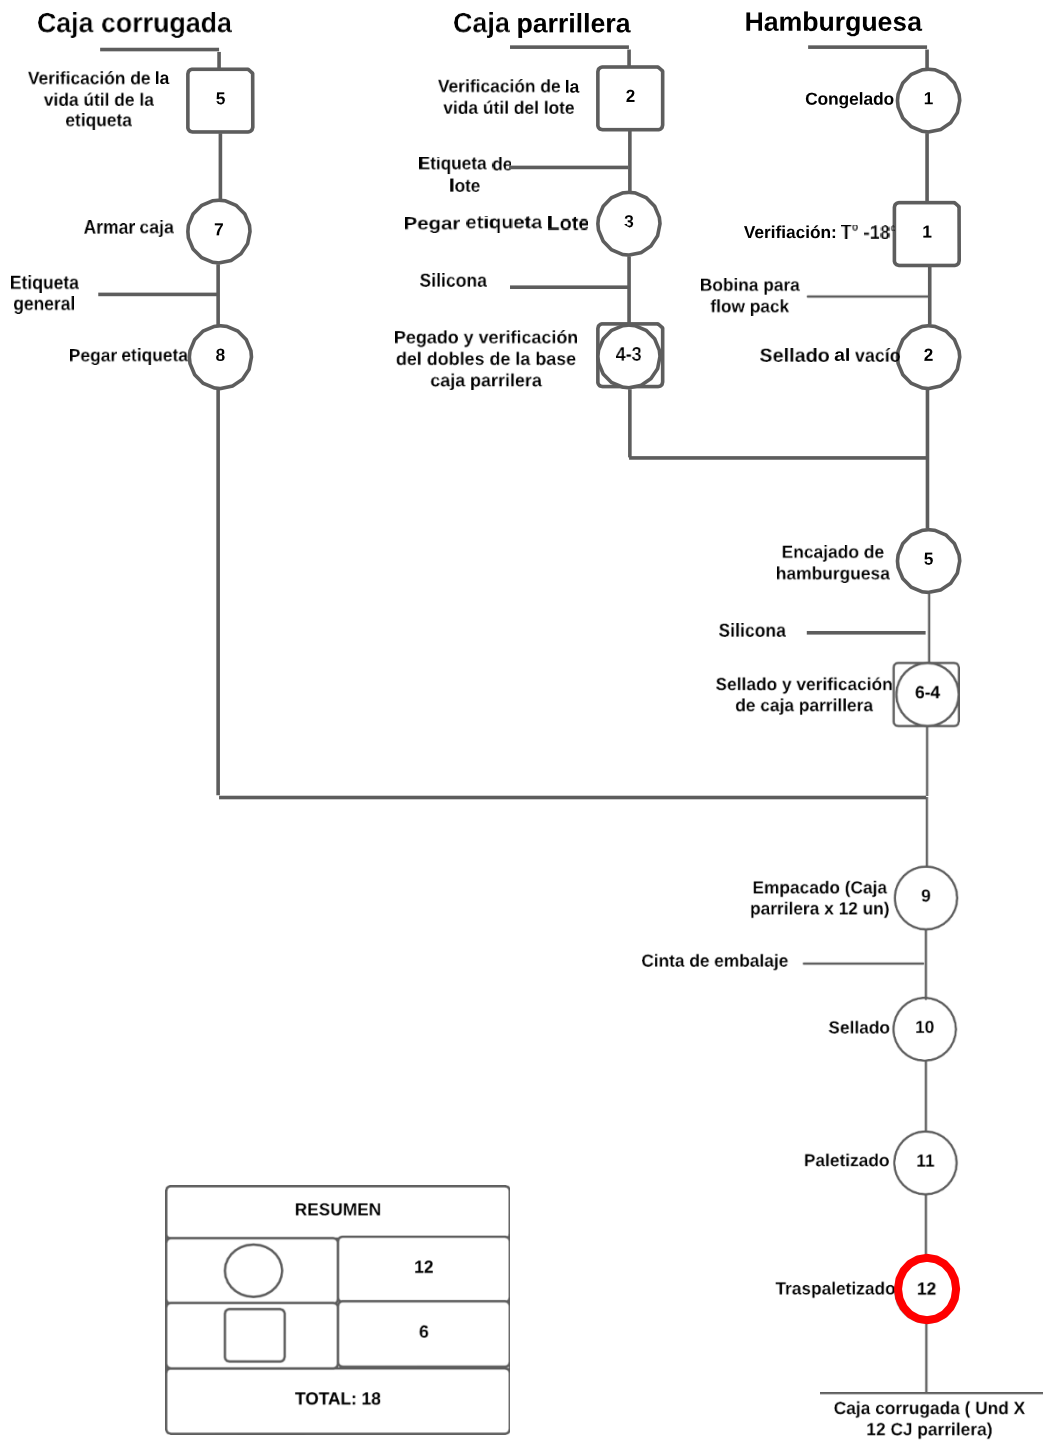 Caja corrugada
Caja parrillera
Hamburguesa
Verificación de la
vida útil de la
etiqueta
5
Armar caja
7
Etiqueta
general
Pegar etiqueta
8
Verificación de la
vida útil del lote
2
Etiqueta de
lote
Pegar etiqueta Lote
3
Silicona
Pegado y verificación
del dobles de la base
caja parrilera
4-3
Congelado
1
Verifiación: T° -18°
1
Bobina para
flow pack
Sellado al vacío
2
Encajado de
hamburguesa
5
Silicona
Sellado y verificación
de caja parrillera
6-4
Empacado (Caja
parrilera x 12 un)
9
Cinta de embalaje
Sellado
10
Paletizado
11
Traspaletizado
12
Caja corrugada ( Und X
12 CJ parrilera)
RESUMEN
12
6
TOTAL: 18